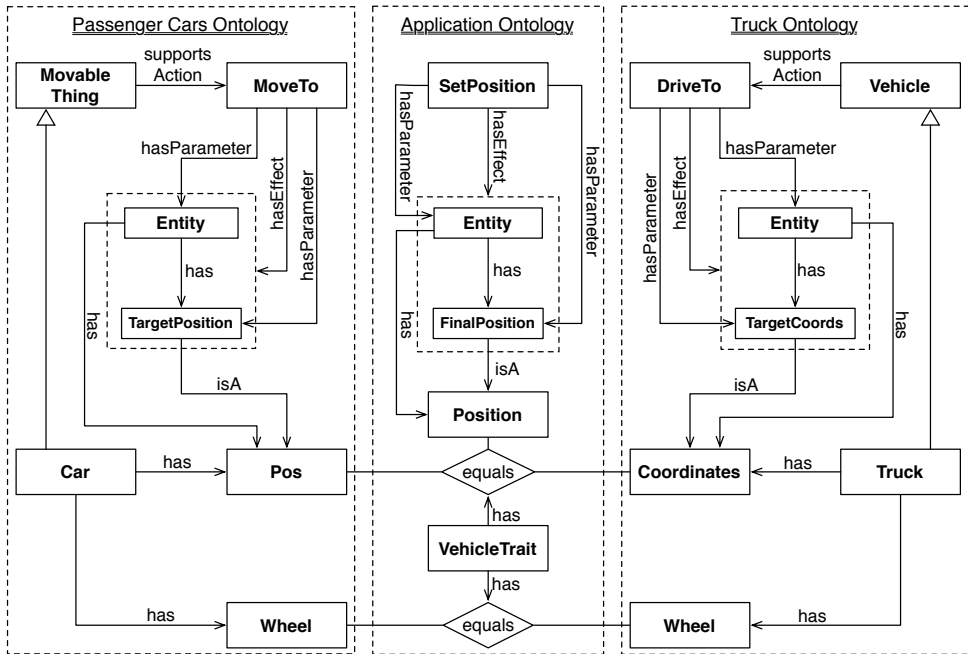 Passenger Cars Ontology
Application Ontology
Truck Ontology
Movable
Thing
supports
Action
MoveTo
SetPosition
DriveTo
supports
Action
Vehicle
hasParameter
hasEffect
hasParameter
hasParameter
hasEffect
hasParameter
hasParameter
hasEffect
hasParameter
Entity
has
TargetPosition
has
isA
Entity
has
FinalPosition
has
isA
Position
Entity
has
TargetCoords
has
isA
Car
has
Pos
equals
Coordinates
has
Truck
has
VehicleTrait
has
has
Wheel
equals
Wheel
has